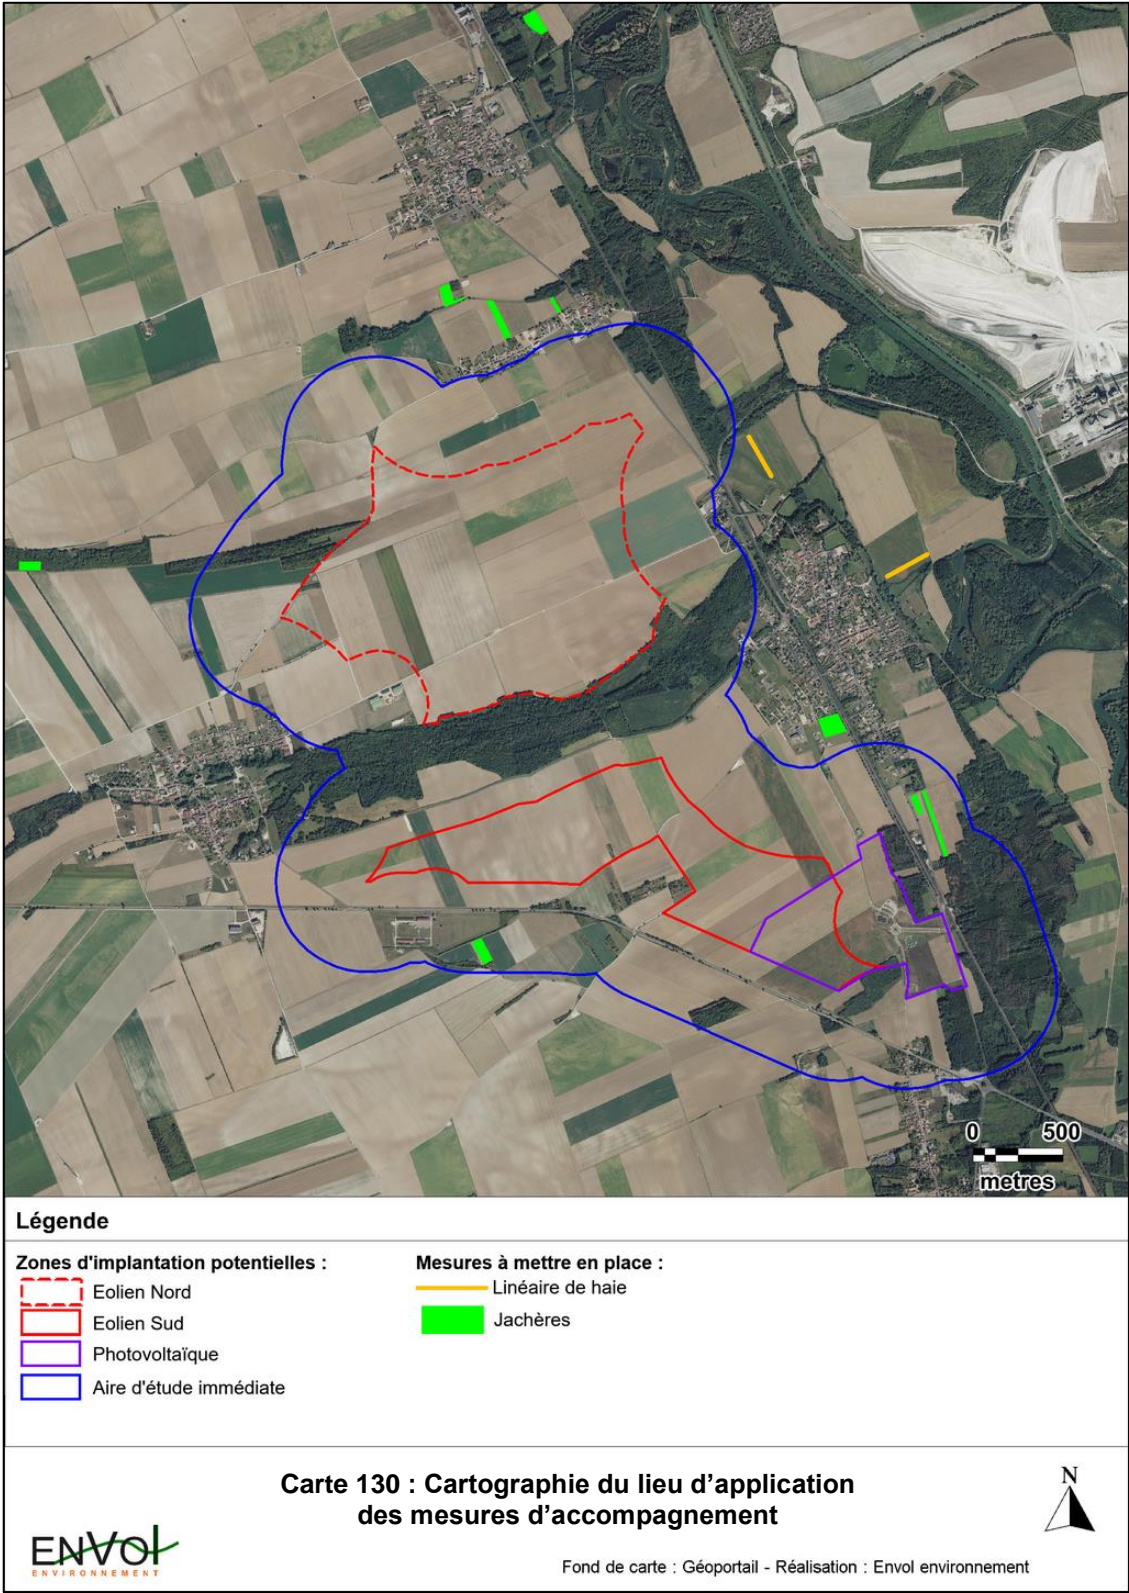 0 500
metres
Légende
Zones d'implantation potentielles :
Eolien Nord
Eolien Sud
Photovoltaïque
Aire d'étude immédiate
Mesures à mettre en place :
Linéaire de haie
Jachères
Carte 130 : Cartographie du lieu d’application
des mesures d’accompagnement
N
ENVOl
ENVIRONNEMENT
Fond de carte : Géoportail - Réalisation : Envol environnement